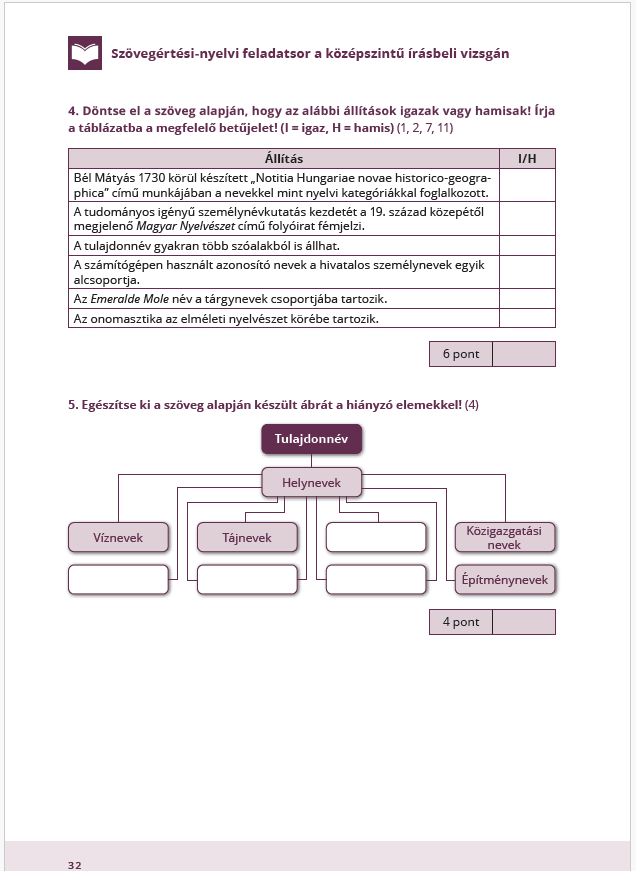 Szövegértési-nyelvi feladatsor a középszintű írásbeli vizsgán
4. Döntse el a szöveg alapján, hogy az alábbi állítások igazak vagy hamisak! Írja
a táblázatba a megfelelő betűjelet! (I = igaz, H = hamis) (1, 2, 7, 11)
Állítás I/H
Bél Mátyás 1730 körül készített „Notitia Hungariae novae historico-geogra-
phica” című munkájában a nevekkel mint nyelvi kategóriákkal foglalkozott.
A tudományos igényű személynévkutatás kezdetét a 19. század közepétől
megjelenő Magyar Nyelvészet című folyóirat fémjelzi.
A tulajdonnév gyakran több szóalakból is állhat.
A számítógépen használt azonosító nevek a hivatalos személynevek egyik
alcsoportja.
Az Emeralde Mole név a tárgynevek csoportjába tartozik.
Az onomasztika az elméleti nyelvészet körébe tartozik.
6 pont
5. Egészítse ki a szöveg alapján készült ábrát a hiányzó elemekkel! (4)
Tulajdonnév
Helynevek
Víznevek
Tájnevek
Közigazgatási
nevek
Építménynevek
4 pont
32